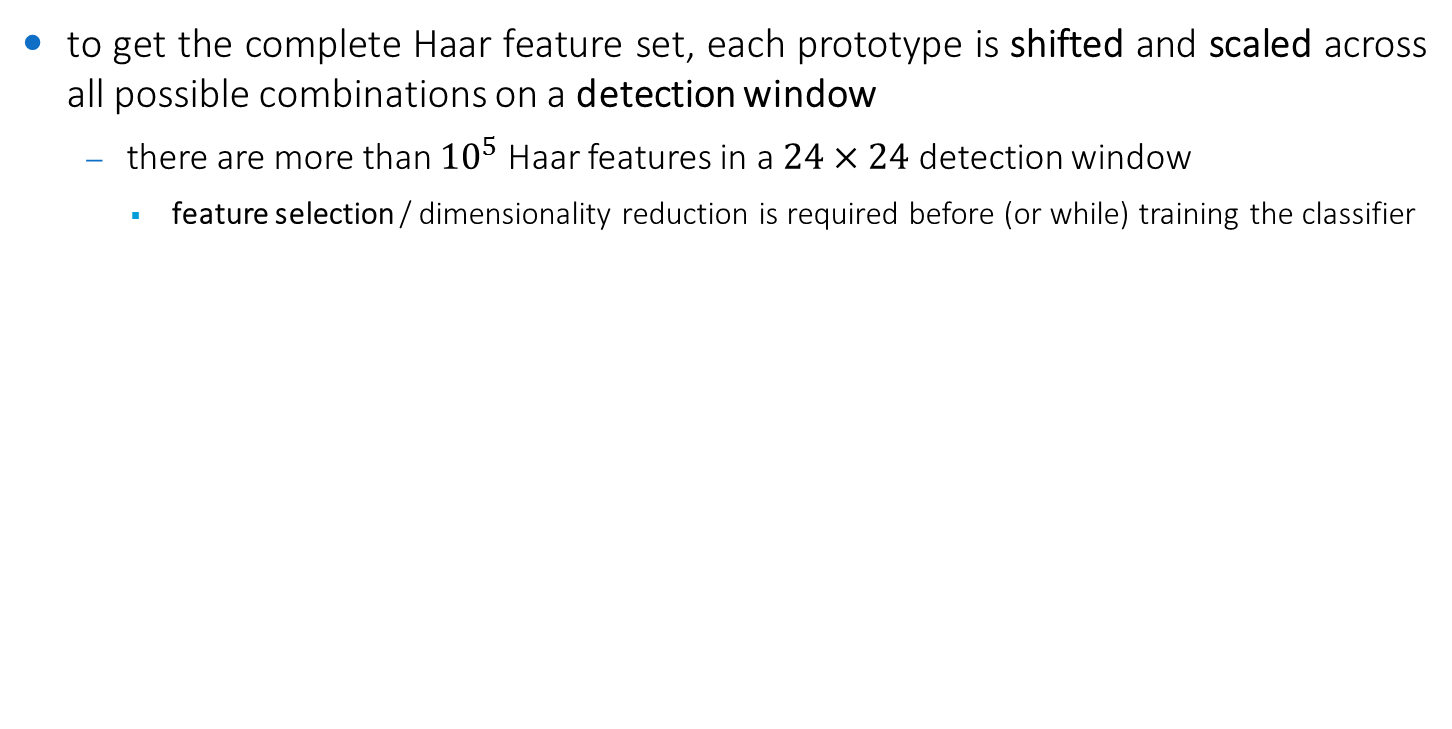 • to get the complete Haar feature set, each prototype is shifted and scaled across
all possible combinations on a detection window
– there are more than 10⁵ Haar features in a 24 × 24 detection window
▪ feature selection / dimensionality reduction is required before (or while) training the classifier